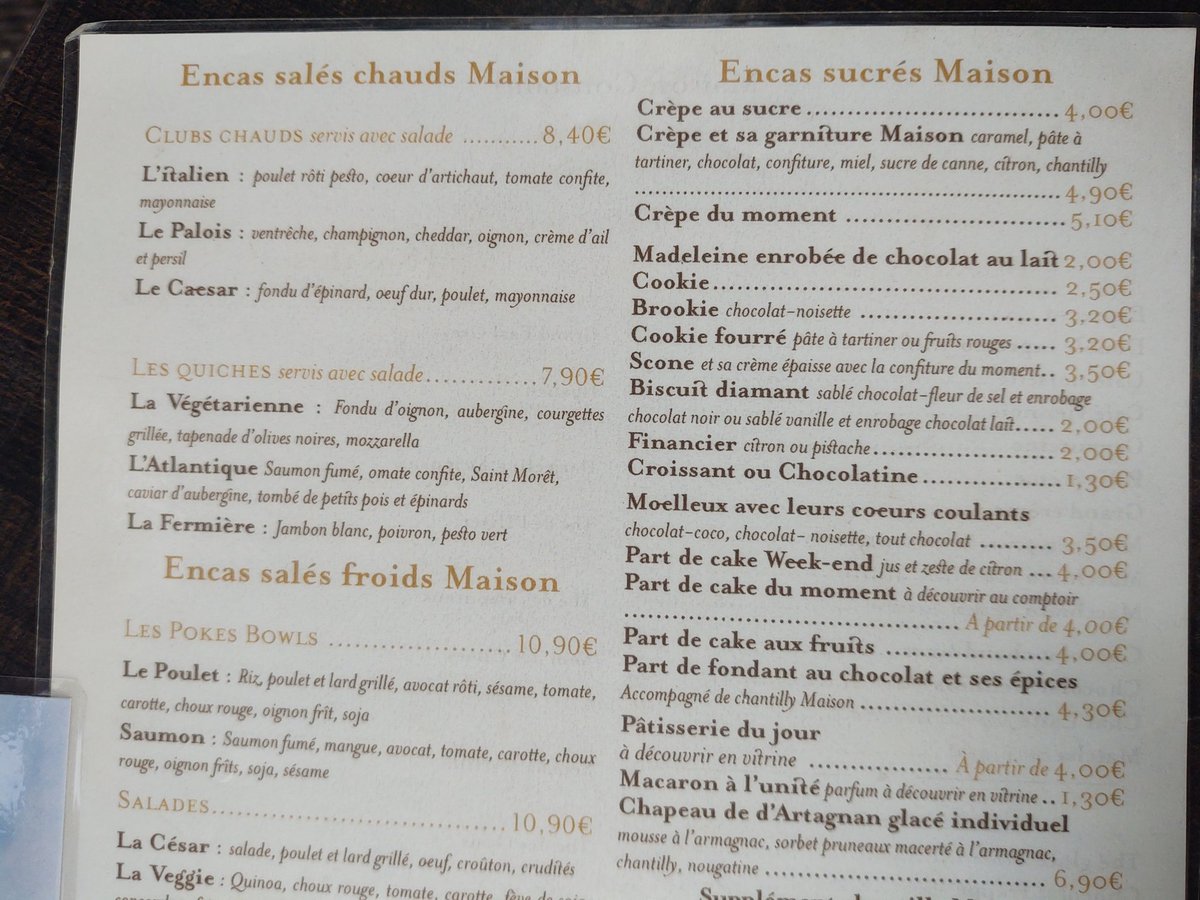 Encas salés chauds Maison
CLUBS CHAUDS servis avec salade ........... 8,40€
L'italien : poulet rôti pesto, coeur d'artichaut, tomate confite,
mayonnaise
Le Palois : ventrêche, champignon, cheddar, oignon, crème d'ail
et persil
Le Caesar : fondu d'épinard, oeuf dur, poulet, mayonnaise
LES QUICHES servis avec salade.............7,90€
La Végétarienne : Fondu d'oignon, aubergine, courgettes
grillée, tapenade d'olives noires, mozzarella
L'Atlantique Saumon fumé, omate confite, Saint Morêt,
caviar d'aubergine, tombé de petits pois et épinards
La Fermière : Jambon blanc, poivron, pesto vert
Encas salés froids Maison
LES POKES BOWLS .....................10,90€
Le Poulet : Riz, poulet et lard grillé, avocat rôti, sésame, tomate,
carotte, choux rouge, oignon frit, soja
Saumon : Saumon fumé, mangue, avocat, tomate, carotte, choux
rouge, oignon frits, soja, sésame
SALADES..................................10,90€
La César : salade, poulet et lard grillé, oeuf, croûton, crudités
La Veggie : Quinoa, choux rouge, tomate, carotte, fève de
Encas sucrés Maison
Crèpe au sucre................................4,00€
Crèpe et sa garniture Maison caramel, pâte à
tartiner, chocolat, confiture, miel, sucre de canne, citron, chantilly
......................................................4,90€
Crèpe du moment ...........................5,10€
Madeleine enrobée de chocolat au lait 2,00€
Cookie............................................ 2,50€
Brookie chocolat-noisette ......................... 3,20€
Cookie fourré pâte à tartiner ou fruits rouges ..... 3,20€
Scone et sa crème épaisse avec la confiture du moment.. 3,50€
Biscuit diamant sablé chocolat-fleur de sel et enrobage
chocolat noir ou sablé vanille et enrobage chocolat lait..... 2,00€
Financier citron ou pistache....................... 2,00€
Croissant ou Chocolatine..................1,30€
Moelleux avec leurs coeurs coulants
chocolat-coco, chocolat- noisette, tout chocolat ......... 3,50€
Part de cake Week-end jus et zeste de citron ...4,00€
Part de cake du moment à découvrir au comptoir
..........................................A partir de 4,00€
Part de cake aux fruits .....................4,00€
Part de fondant au chocolat et ses épices
Accompagné de chantilly Maison ........................ 4,30€
Pâtisserie du jour
à découvrir en vitrine .................. À partir de 4,00€
Macaron à l'unité parfum à découvrir en vitrine ..1,30€
Chapeau de d'Artagnan glacé individuel
mousse à l'armagnac, sorbet pruneaux macerté à l'armagnac,
chantilly, nougatine ................................... 6,90€